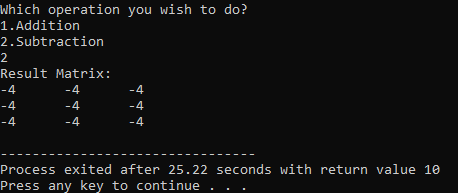 Which operation you wish to do?
1.Addition
2.Subtraction
2
Result Matrix:
-4      -4      -4
-4      -4      -4
-4      -4      -4
--------------------------------
Process exited after 25.22 seconds with return value 10
Press any key to continue . . .